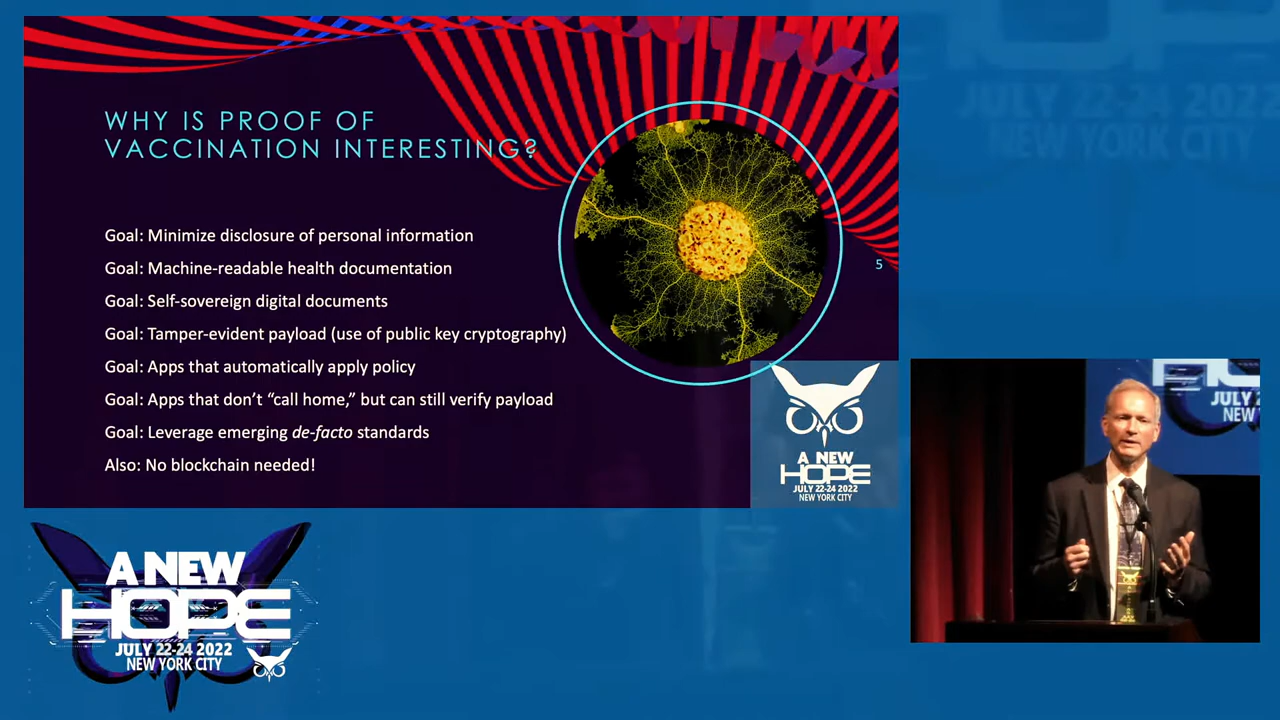 WHY IS PROOF OF
VACCINATION INTERESTING?
Goal: Minimize disclosure of personal information
Goal: Machine-readable health documentation
Goal: Self-sovereign digital documents
Goal: Tamper-evident payload (use of public key cryptography)
Goal: Apps that automatically apply policy
Goal: Apps that don’t “call home,” but can still verify payload
Goal: Leverage emerging de-facto standards
Also: No blockchain needed!
5
A NEW
HOPE
JULY 22-24 2022
NEW YORK CITY
JULY 22-24 2022
NEW YORK CITY
JULY
NEW
A NEW
HOPE
JULY 22-24 2022
NEW YORK CITY